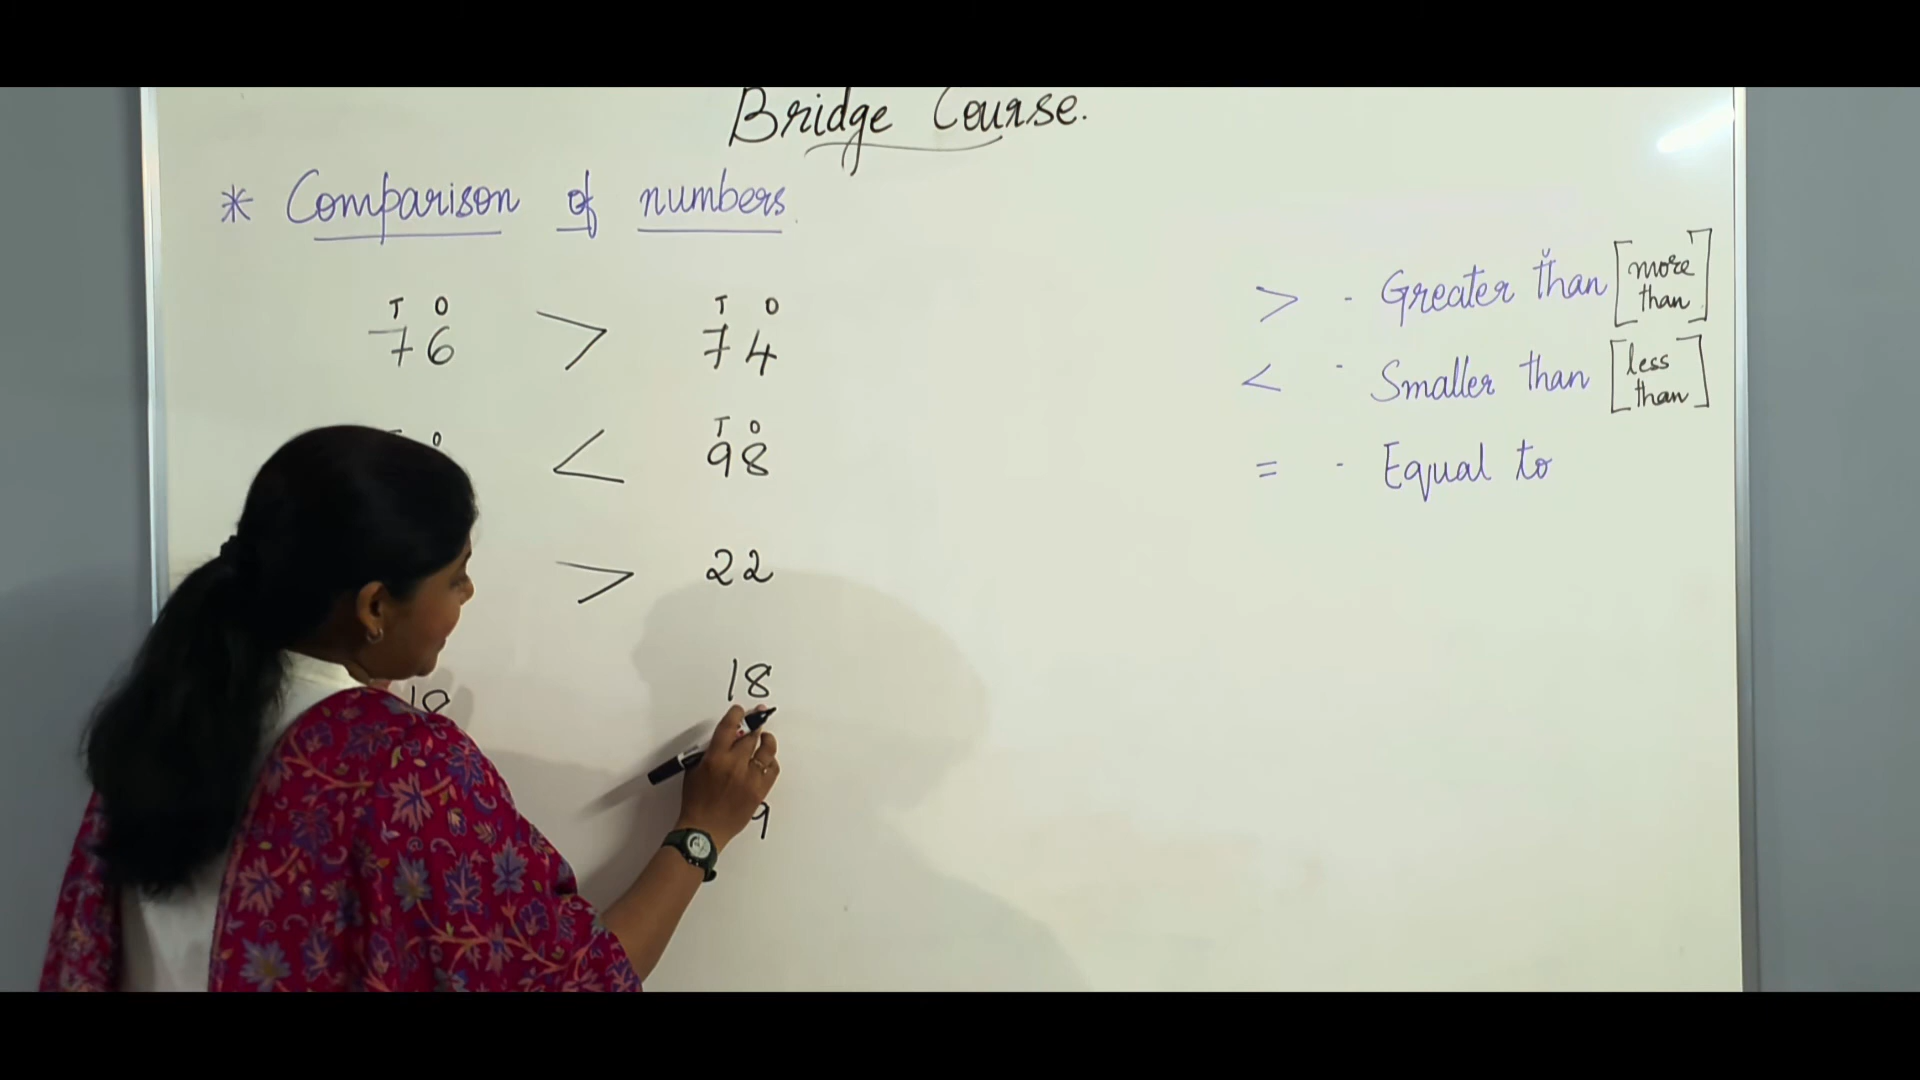 Bridge Course.
* Comparison of numbers
T O T O
76 > 74
O T O
< 98
> 22
18
9
> - Greater than [more than]
< - Smaller than [less than]
= - Equal to